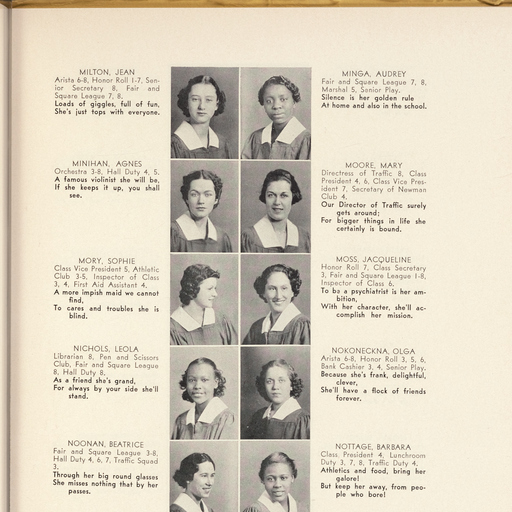 MILTON, JEAN
Arista 6-8, Honor Roll 1-7, Sen-
ior Secretary 8, Fair and
Square League 7, 8.
Loads of giggles, full of fun,
She's just tops with everyone.
MINGA, AUDREY
Fair and Square League 7, 8,
Marshal 5, Senior Play.
Silence is her golden rule
At home and also in the school.
MINIHAN, AGNES
Orchestra 3-8, Hall Duty 4, 5.
A famous violinist she will be,
If she keeps it up, you shall
see.
MOORE, MARY
Directress of Traffic 8, Class
President 4, 6, Class Vice Pres-
ident 7, Secretary of Newman
Club 4.
Our Director of Traffic surely
gets around;
For bigger things in life she
certainly is bound.
MORY, SOPHIE
Class Vice President 5, Athletic
Club 3-5, Inspector of Class
3, 4, First Aid Assistant 4.
A more impish maid we cannot
find,
To cares and troubles she is
blind.
MOSS, JACQUELINE
Honor Roll 7, Class Secretary
3, Fair and Square League 1-8,
Inspector of Class 6.
To be a psychiatrist is her am-
bition,
With her character, she'll ac-
complish her mission.
NICHOLS, LEOLA
Librarian 8, Pen and Scissors
Club, Fair and Square League
8, Hall Duty 8.
As a friend she's grand,
For always by your side she'll
stand.
NOKONECKNA, OLGA
Arista 6-8, Honor Roll 3, 5, 6,
Bank Cashier 3, 4, Senior Play.
Because she's frank, delightful,
clever,
She'll have a flock of friends
forever.
NOONAN, BEATRICE
Fair and Square League 3-8,
Hall Duty 4, 6, 7, Traffic Squad
3.
Through her big round glasses
She misses nothing that by her
passes.
NOTTAGE, BARBARA
Class President 4, Lunchroom
Duty 3, 7, 8, Traffic Duty 4.
Athletics and food, bring her
galore!
But keep her away, from peo-
ple who bore!